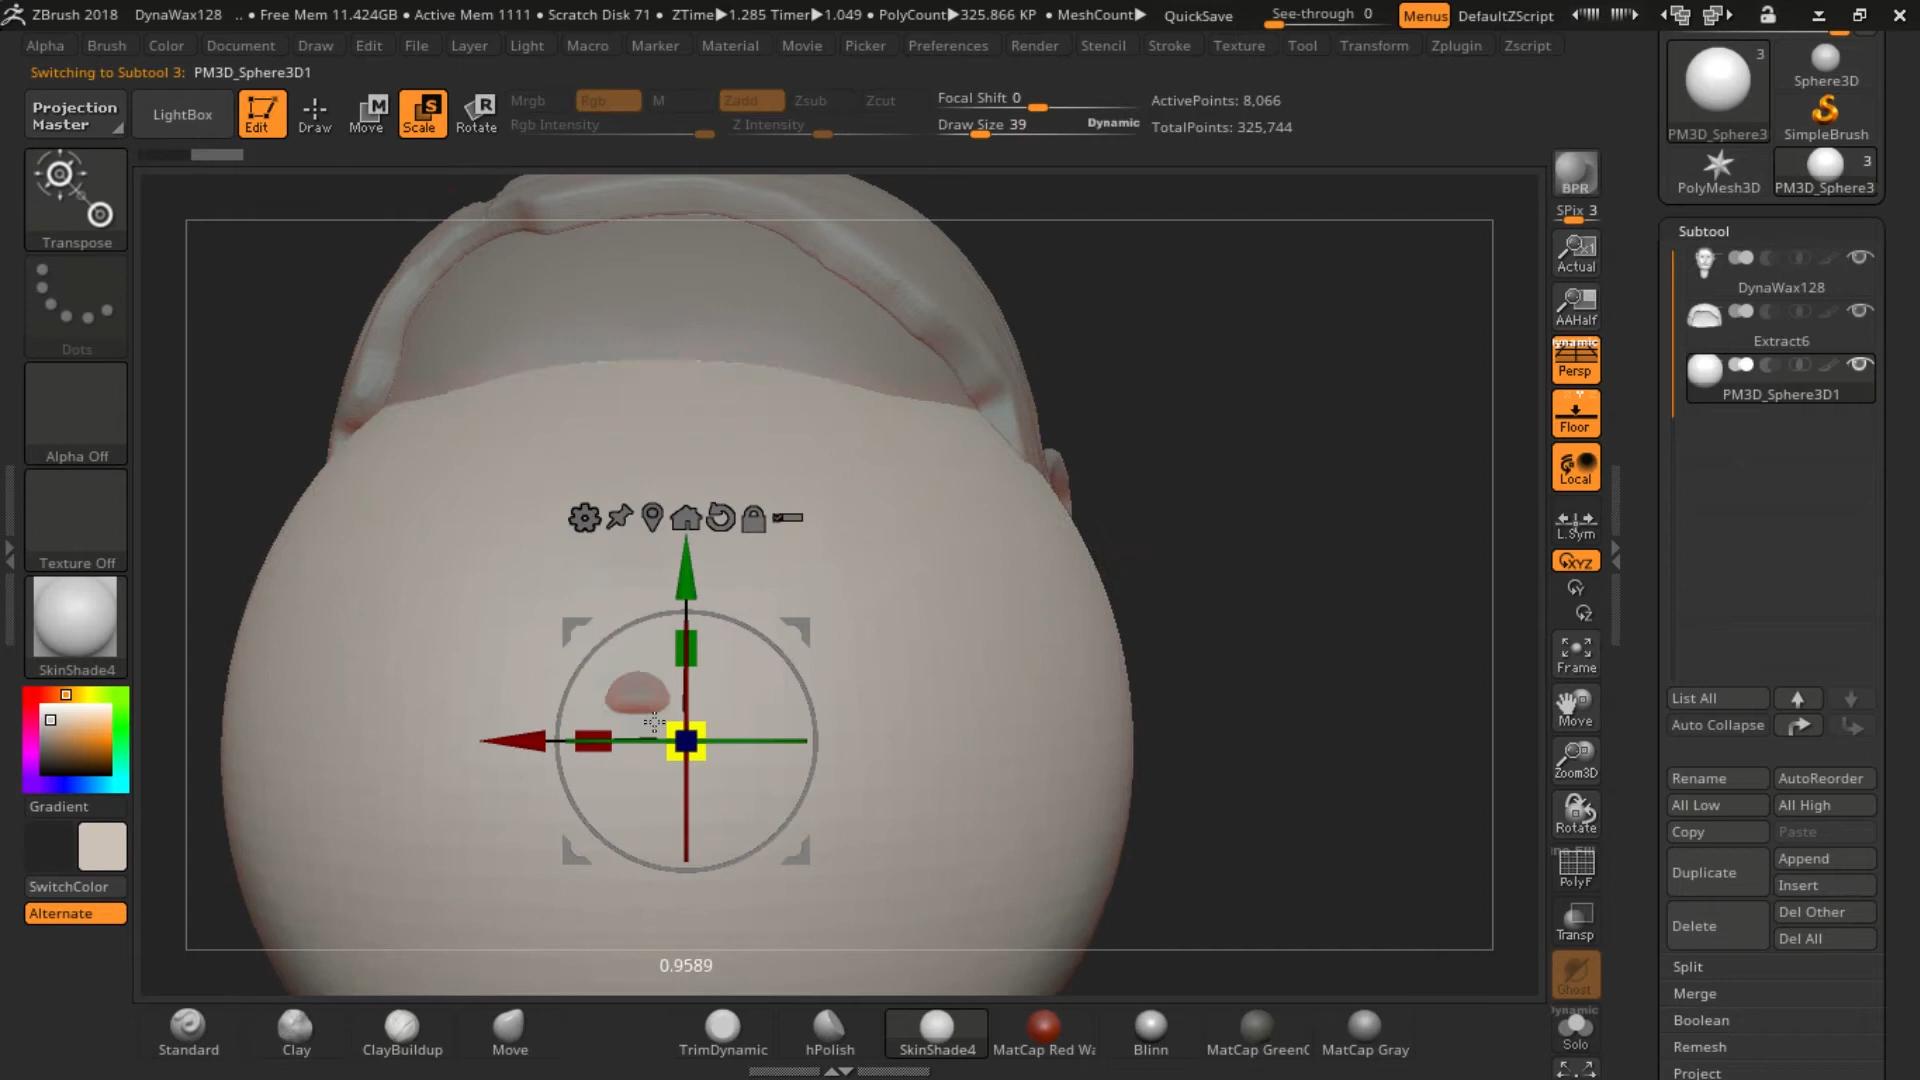 ZBrush 2018 DynaWax128 .. • Free Mem 11.424GB • Active Mem 1111 • Scratch Disk 71 • ZTime▶1.285 Timer▶1.049 • PolyCount▶325.866 KP • MeshCount▶ QuickSave See-through 0 Menus DefaultZScript
Alpha Brush Color Document Draw Edit File Layer Light Macro Marker Material Movie Picker Preferences Render Stencil Stroke Texture Tool Transform Zplugin Zscript
Switching to Subtool 3: PM3D_Sphere3D1
Projection Master
LightBox
Edit
Draw
Move
Scale
Rotate
Mrgb Rgb M Zadd Zsub Zcut
Rgb Intensity Z Intensity
Focal Shift 0
Draw Size 39 Dynamic
ActivePoints: 8,066
TotalPoints: 325,744
Transpose
Dots
Alpha Off
Texture Off
SkinShade4
Gradient
SwitchColor
Alternate
0.9589
Standard
Clay
ClayBuildup
Move
TrimDynamic
hPolish
SkinShade4
MatCap Red Wa
Blinn
MatCap GreenC
MatCap Gray
BPR
SPix 3
Actual
AAHalf
Dynamic
Persp
Floor
Local
L.Sym
XYZ
Y
Z
Frame
Move
Zoom3D
Rotate
PolyF
Transp
Ghost
Dynamic
Solo
3
PM3D_Sphere3
Sphere3D
SimpleBrush
PolyMesh3D
3
PM3D_Sphere3
Subtool
DynaWax128
Extract6
PM3D_Sphere3D1
List All
Auto Collapse
Rename AutoReorder
All Low All High
Copy Paste
Duplicate Append
Insert
Delete Del Other
Del All
Split
Merge
Boolean
Remesh
Project